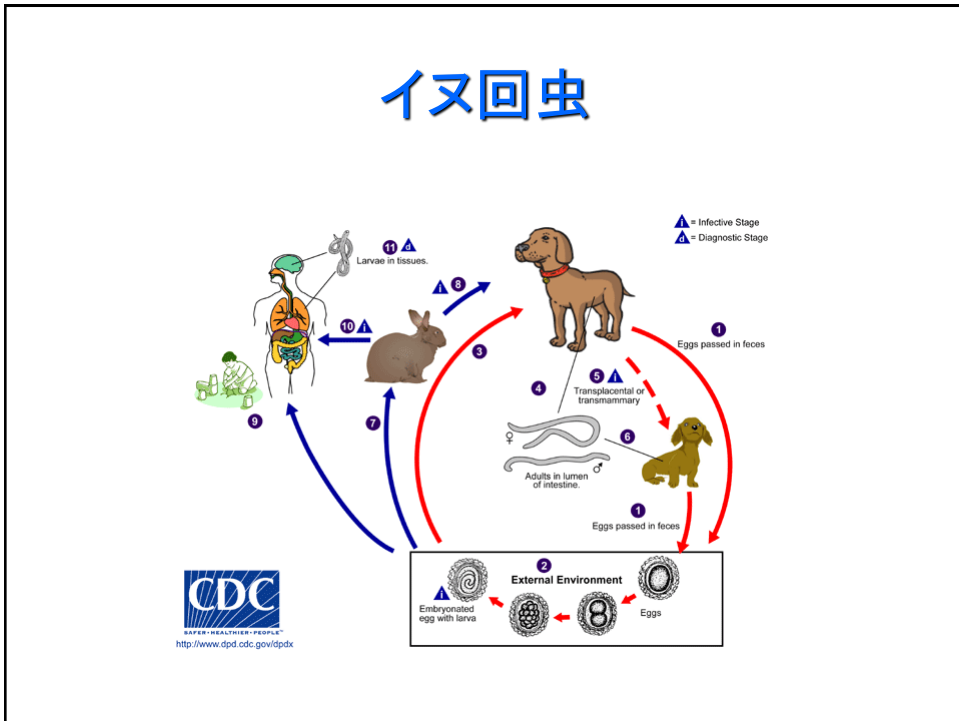 イヌ回虫
i = Infective Stage
d = Diagnostic Stage
11 d
Larvae in tissues.
i 8
10 i
3
1
Eggs passed in feces
4
5 i
Transplacental or
transmammary
9
7
♀
6
♂
Adults in lumen
of intestine.
1
Eggs passed in feces
2
External Environment
i
Embryonated
egg with larva
Eggs
CDC
SAFER•HEALTHIER•PEOPLE™
http://www.dpd.cdc.gov/dpdx